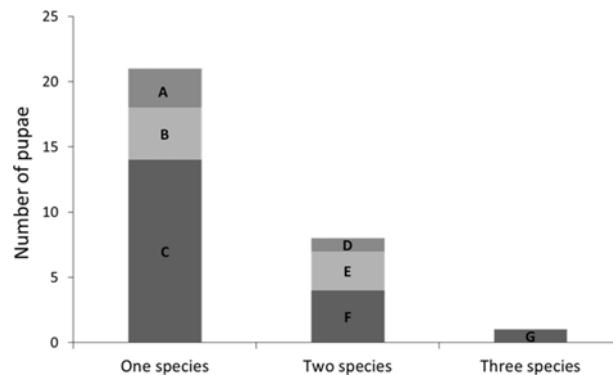 25
20
15
10
5
0
Number of pupae
A
B
C
D
E
F
G
One species
Two species
Three species